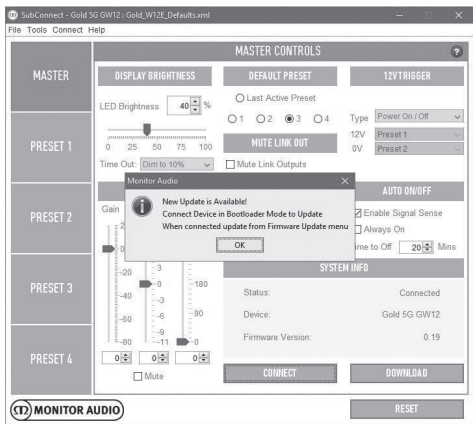 SubConnect - Gold 5G GW12 : Gold_W12E_Defaults.xml
File Tools Connect Help
MASTER CONTROLS
?
MASTER
PRESET 1
PRESET 2
PRESET 3
PRESET 4
DISPLAY BRIGHTNESS
LED Brightness 40 %
0 25 50 75 100
Time Out: Dim to 10%
DEFAULT PRESET
Last Active Preset
1 2 3 4
MUTE LINK OUT
Mute Link Outputs
12V TRIGGER
Type Power On / Off
12V Preset 1
0V Preset 2
Monitor Audio
New Update is Available!
Connect Device in Bootloader Mode to Update
When connected update from Firmware Update menu
OK
Gain
0
-20
-40
-60
-80
3
0
-3
-6
-9
-11
180
90
0
0 0 0
Mute
AUTO ON/OFF
Enable Signal Sense
Always On
ime to Off 20 Mins
SYSTEM INFO
Status: Connected
Device: Gold 5G GW12
Firmware Version: 0.19
CONNECT
DOWNLOAD
MONITOR AUDIO
RESET